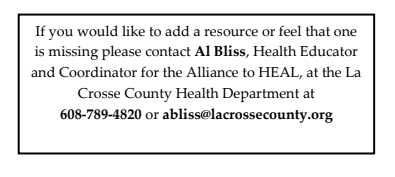 If you would like to add a resource or feel that one
is missing please contact Al Bliss, Health Educator
and Coordinator for the Alliance to HEAL, at the La
Crosse County Health Department at
608-789-4820 or abliss@lacrossecounty.org